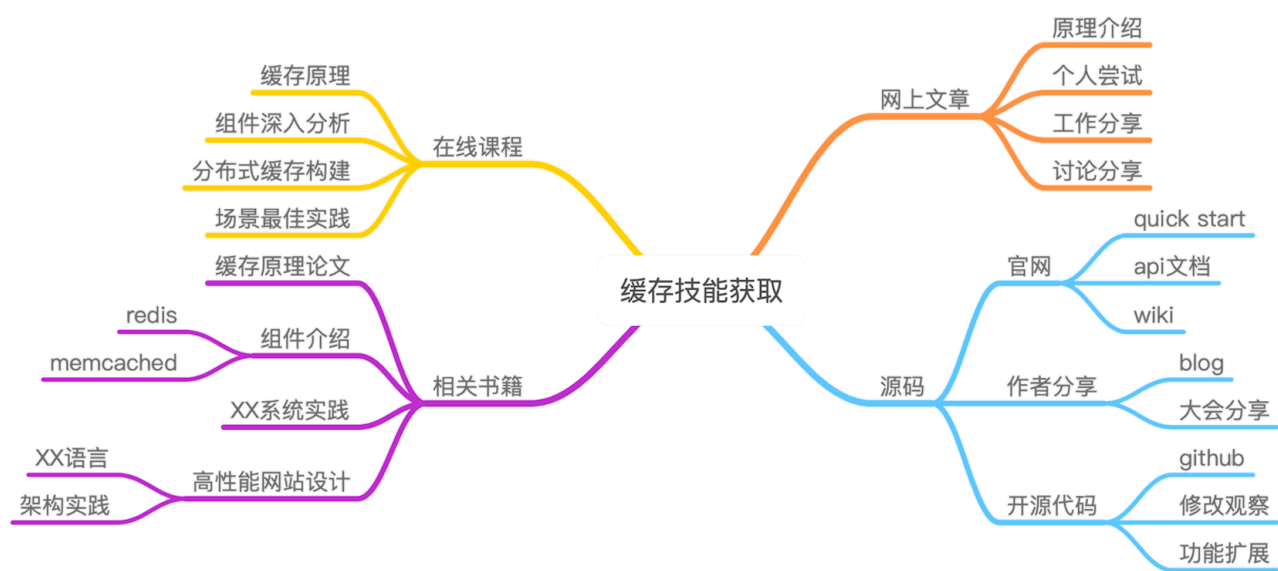 缓存技能获取
在线课程
缓存原理
组件深入分析
分布式缓存构建
场景最佳实践
相关书籍
缓存原理论文
组件介绍
redis
memcached
XX系统实践
高性能网站设计
XX语言
架构实践
网上文章
原理介绍
个人尝试
工作分享
讨论分享
源码
官网
quick start
api文档
wiki
作者分享
blog
大会分享
开源代码
github
修改观察
功能扩展